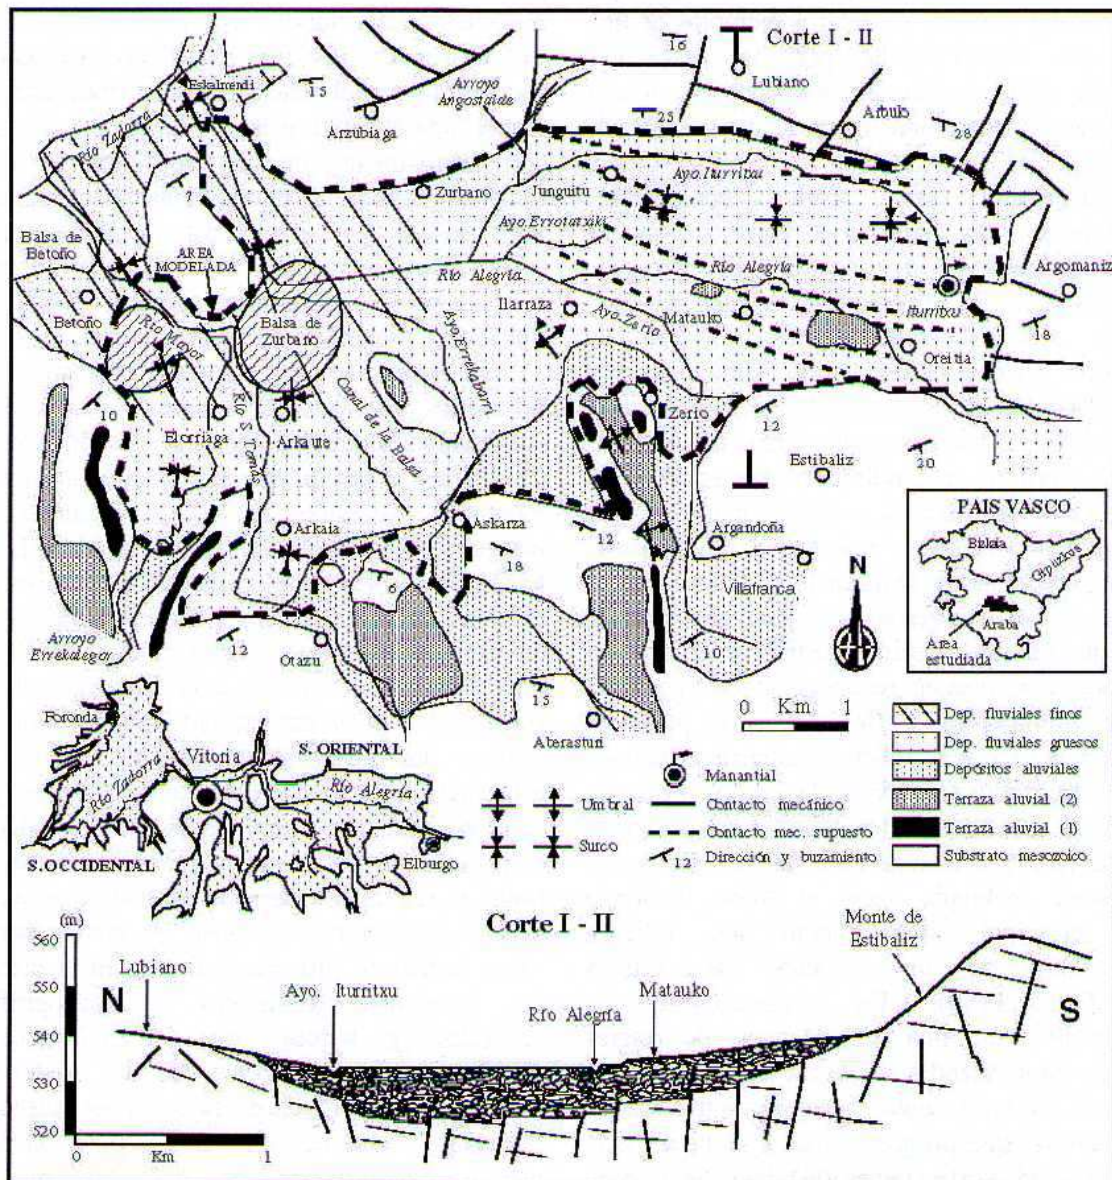 Corte I - II
16
Lubiano
Eskalmendi
15
Arroyo
Angostalde
Arzubiaga
25
Arbulo
28
Río Zadorra
Zurbano
Junguitu
Ayo. Iturritxu
7
Ayo. Errotatxiki
Balsa de
Betoño
AREA
MODELADA
Río Alegría
Río Alegría
Argomaniz
Ilarraza
Matauko
Iturritxu
Betoño
Río Mayor
Balsa de
Zurbano
Ayo. Zerio
18
Oreitia
Ayo. Errekabarri
10
Canal de la Balsa
Zerio
12
Elorriaga
Río S. Tomás
Arkaute
Estibaliz
20
PAIS VASCO
Bizkaia
Gipuzkoa
Araba
Area
estudiada
Arkaia
Askarza
12
Argandoña
18
6
Villafranca
N
Arroyo
Errekalegor
12
Otazu
10
15
Aberasturi
0 Km 1
Foronda
Vitoria
S. ORIENTAL
Río Zadorra
Río Alegría
S. OCCIDENTAL
Elburgo
Manantial
Umbral
Contacto mecánico
Surco
Contacto mec. supuesto
12 Dirección y buzamiento
Dep. fluviales finos
Dep. fluviales gruesos
Depósitos aluviales
Terraza aluvial (2)
Terraza aluvial (1)
Substrato mesozoico
Corte I - II
(m)
560
550
540
530
520
Lubiano
N
Ayo. Iturritxu
Río Alegría
Matauko
Monte de
Estibaliz
S
0 Km 1